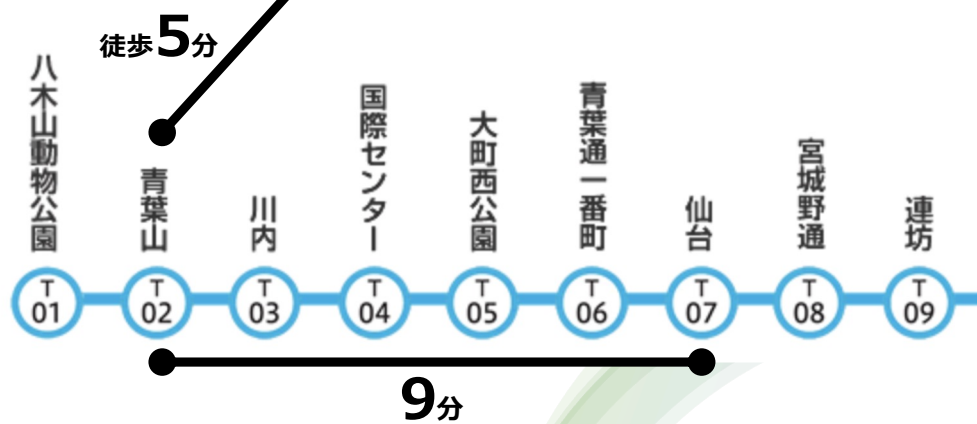 徒歩5分
八木山動物公園
青葉山
川内
国際センター
大町西公園
青葉通一番町
仙台
宮城野通
連坊
T
01
T
02
T
03
T
04
T
05
T
06
T
07
T
08
T
09
9分